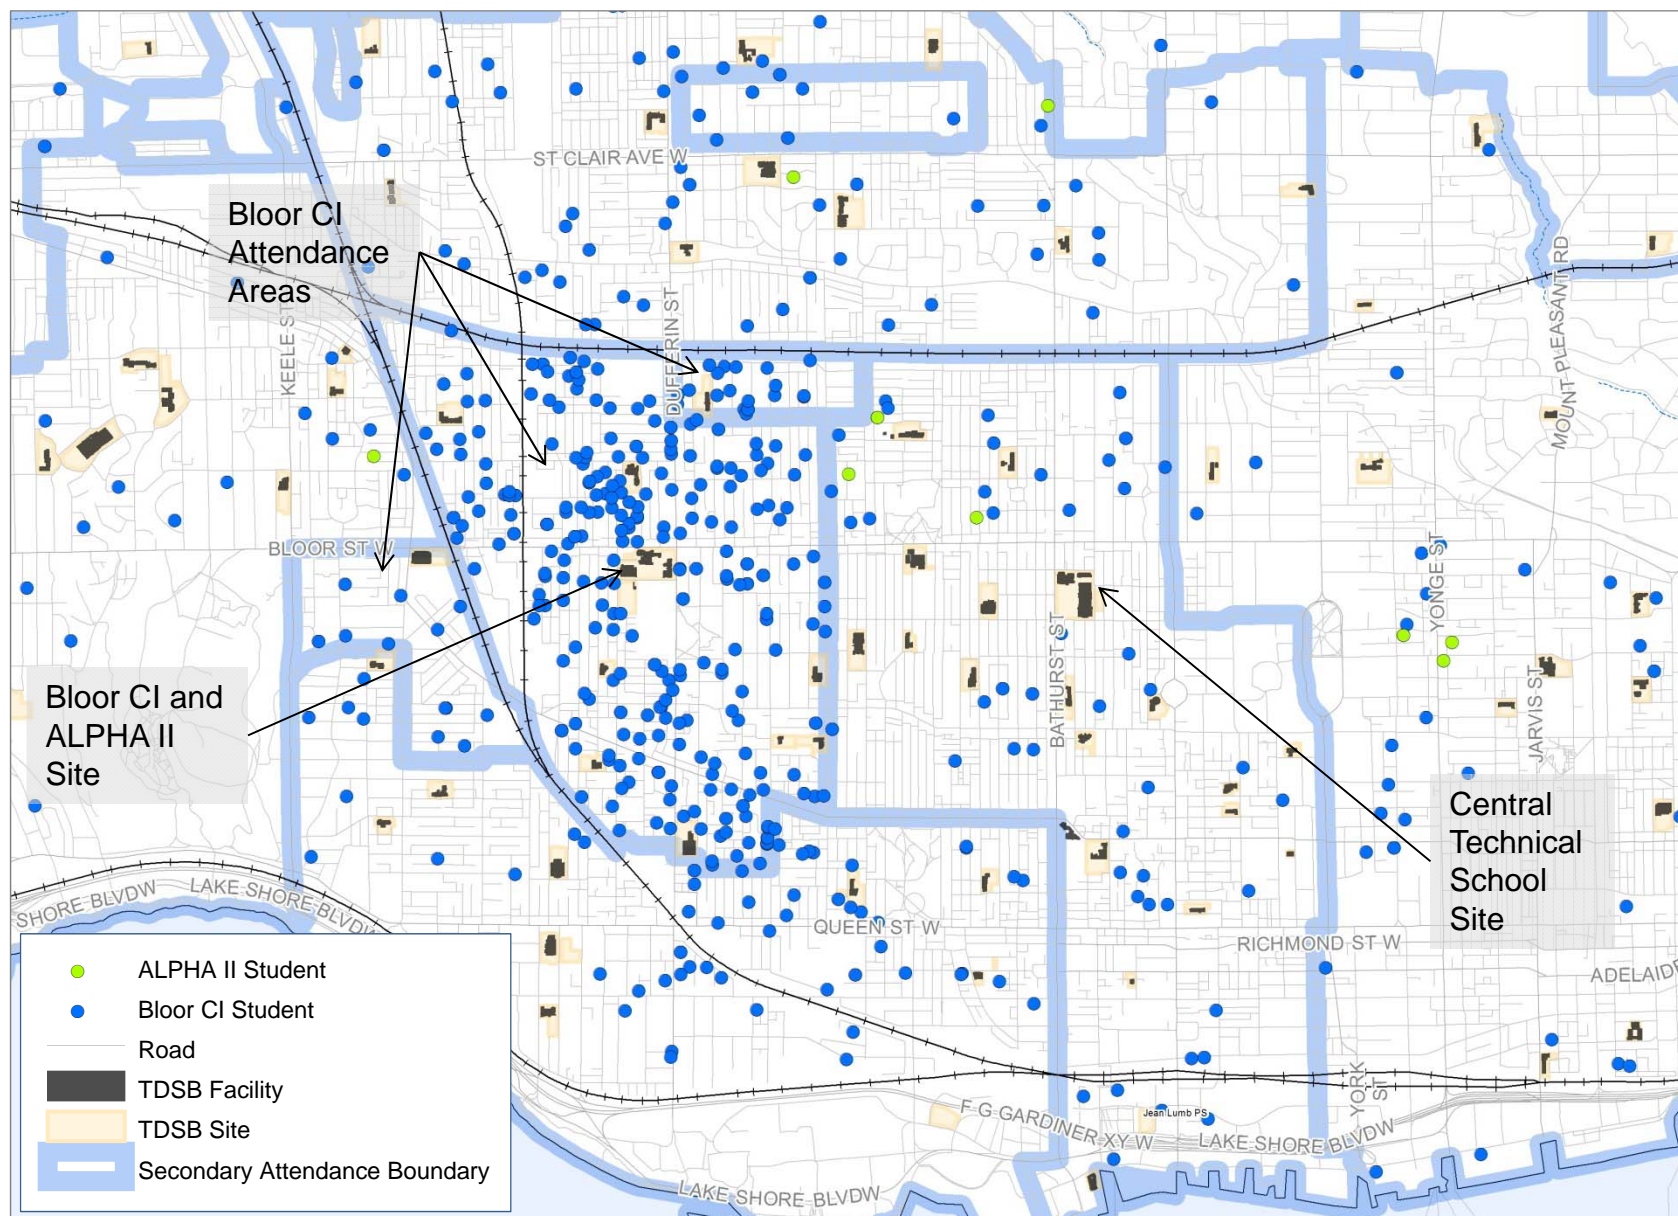 ST CLAIR AVE W
Bloor CI
Attendance
Areas
KEELE ST
DUFFERIN ST
MOUNT PLEASANT RD
BLOOR ST W
YONGE ST
BATHURST ST
JARVIS ST
Bloor CI and
ALPHA II
Site
Central
Technical
School
Site
SHORE BLVDW
LAKE SHORE BLVDW
QUEEN ST W
RICHMOND ST W
ADELAIDE
ALPHA II Student
Bloor CI Student
Road
TDSB Facility
TDSB Site
Secondary Attendance Boundary
YORK
ST
Jean Lumb PS
F G GARDINER XY W
LAKE SHORE BLVDW
LAKE SHORE BLVDW